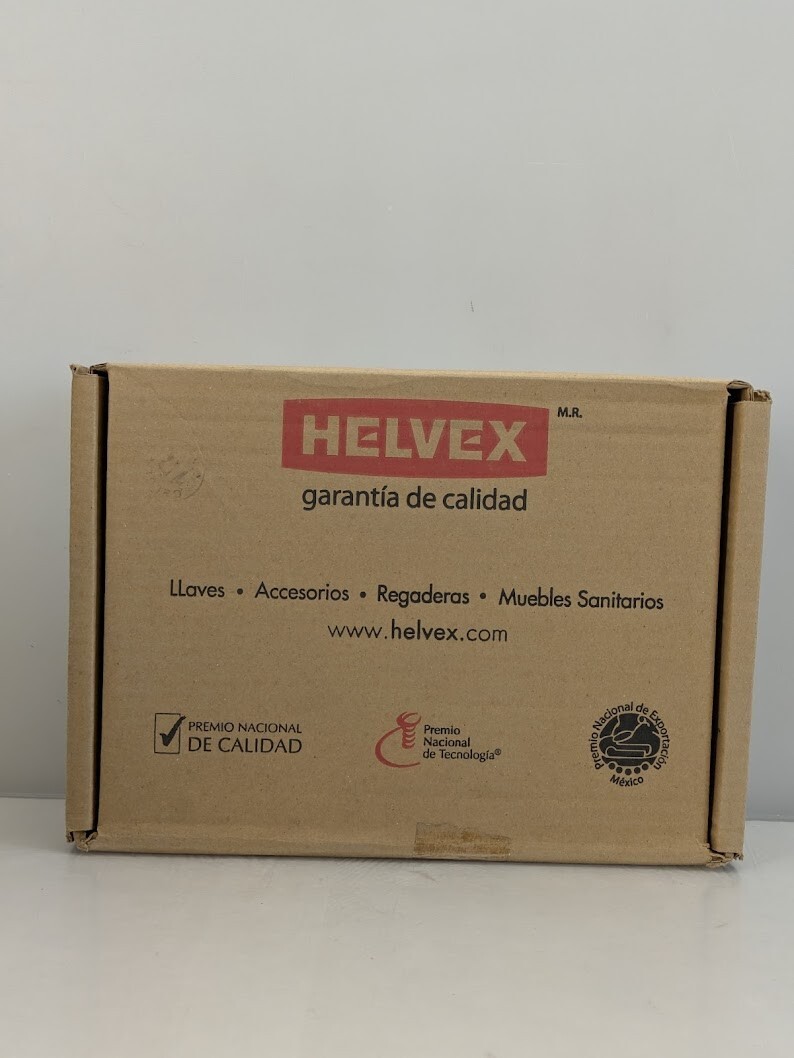 HELVEX M.R.
garantía de calidad
LLaves • Accesorios • Regaderas • Muebles Sanitarios
www.helvex.com
PREMIO NACIONAL
DE CALIDAD
Premio
Nacional
de Tecnología®
Premio Nacional de Exportación
México